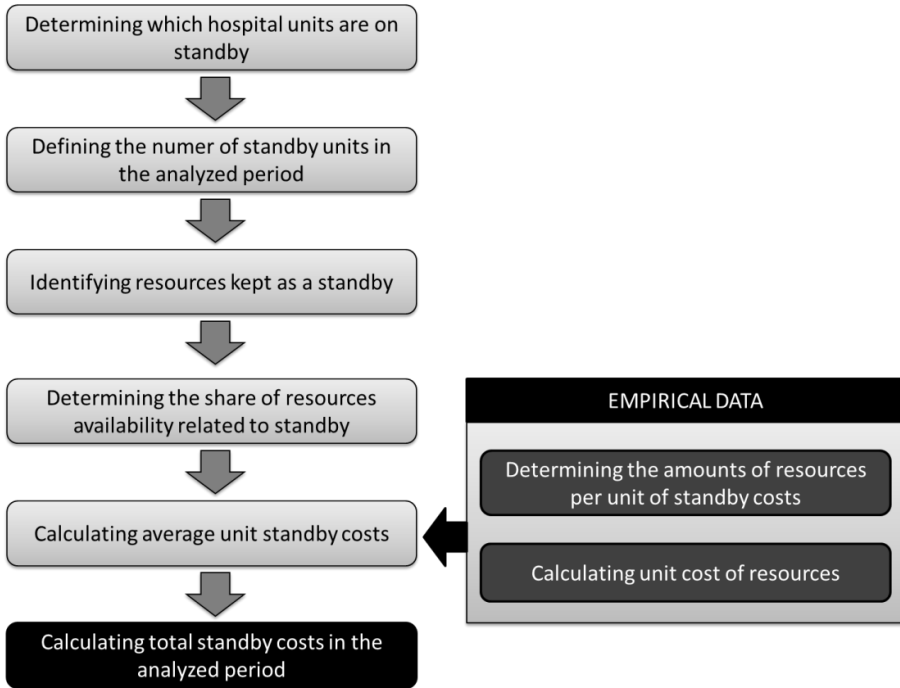 Determining which hospital units are on
standby
Defining the numer of standby units in
the analyzed period
Identifying resources kept as a standby
Determining the share of resources
availability related to standby
Calculating average unit standby costs
Calculating total standby costs in the
analyzed period
EMPIRICAL DATA
Determining the amounts of resources
per unit of standby costs
Calculating unit cost of resources